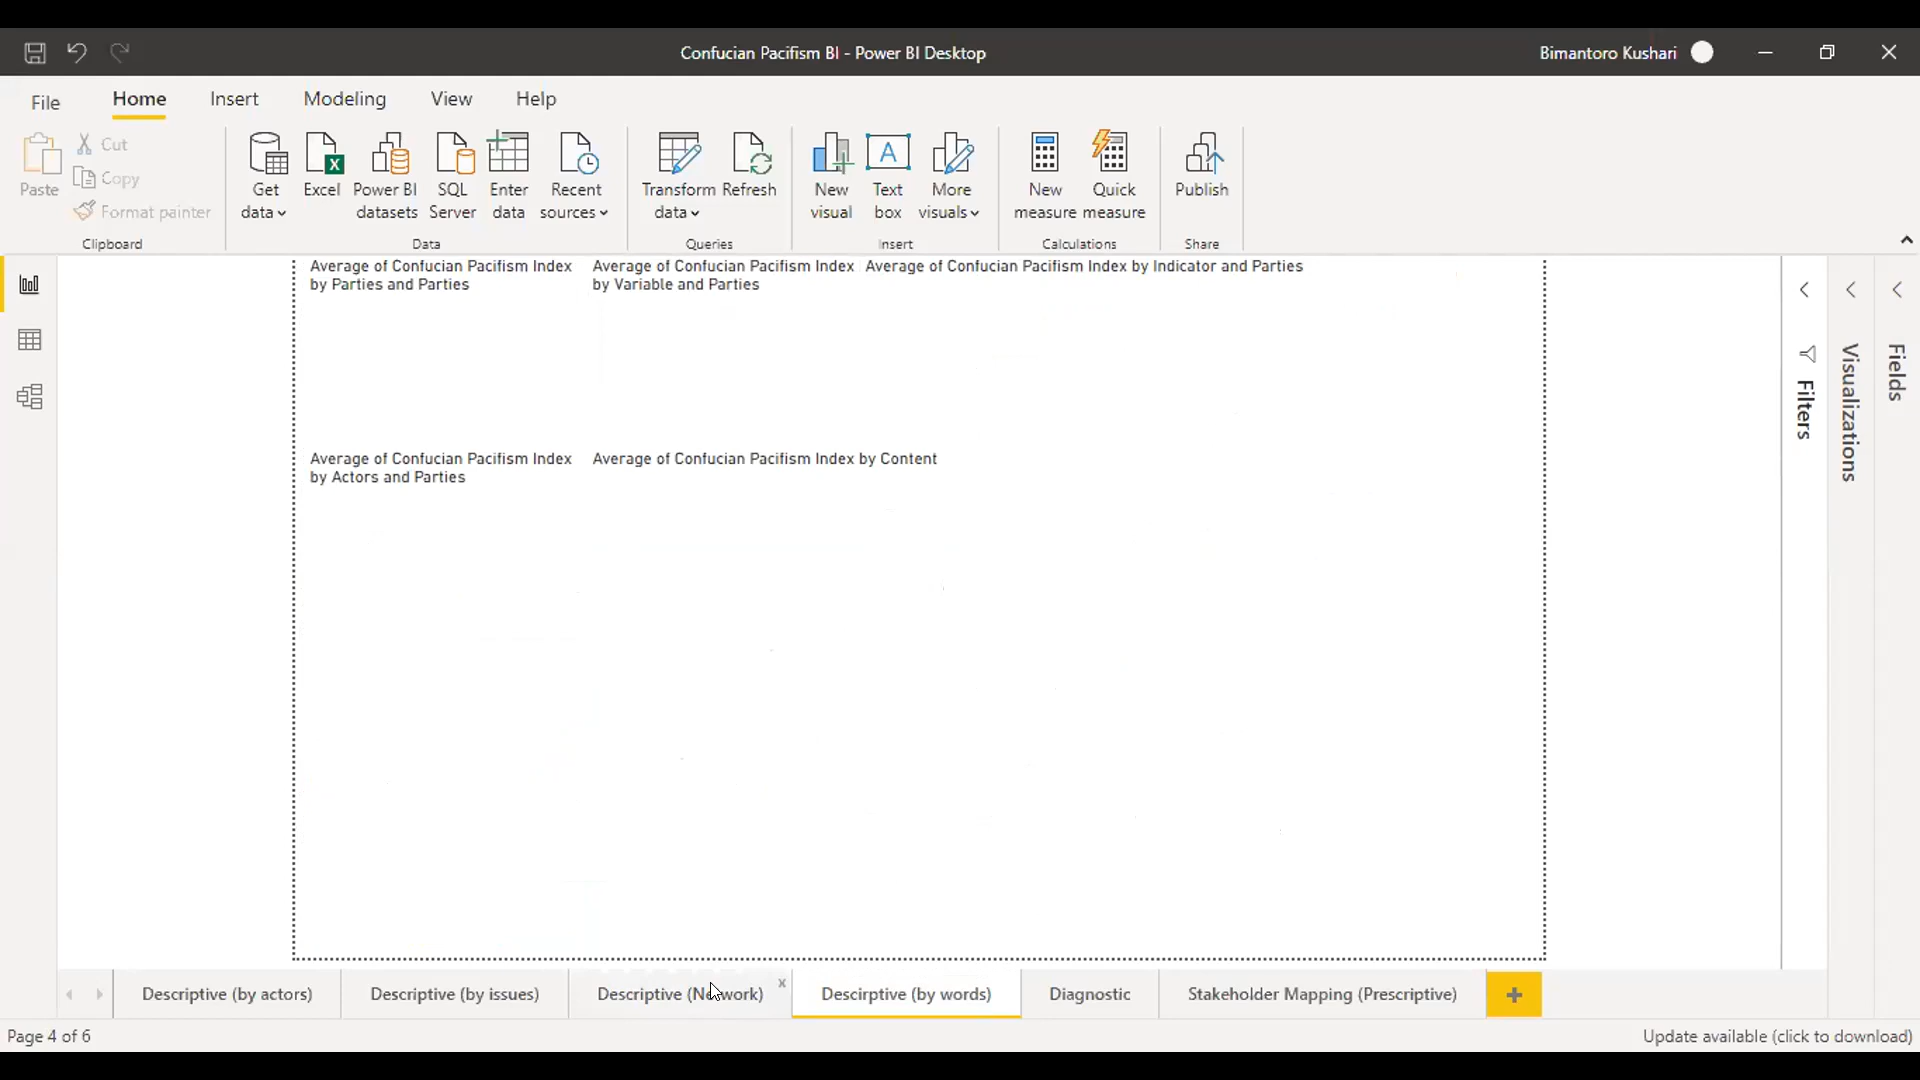 Confucian Pacifism BI - Power BI Desktop
Bimantoro Kushari
File
Home
Insert
Modeling
View
Help
Paste
Cut
Copy
Format painter
Clipboard
Get
data
Excel
Power BI
datasets
SQL
Server
Enter
data
Recent
sources
Data
Transform
data
Refresh
Queries
New
visual
Text
box
More
visuals
Insert
New
measure
Quick
measure
Calculations
Publish
Share
Average of Confucian Pacifism Index
by Parties and Parties
Average of Confucian Pacifism Index
by Variable and Parties
Average of Confucian Pacifism Index by Indicator and Parties
Average of Confucian Pacifism Index
by Actors and Parties
Average of Confucian Pacifism Index by Content
Filters
Visualizations
Fields
Descriptive (by actors)
Descriptive (by issues)
Descriptive (Network)
Descirptive (by words)
Diagnostic
Stakeholder Mapping (Prescriptive)
Page 4 of 6
Update available (click to download)